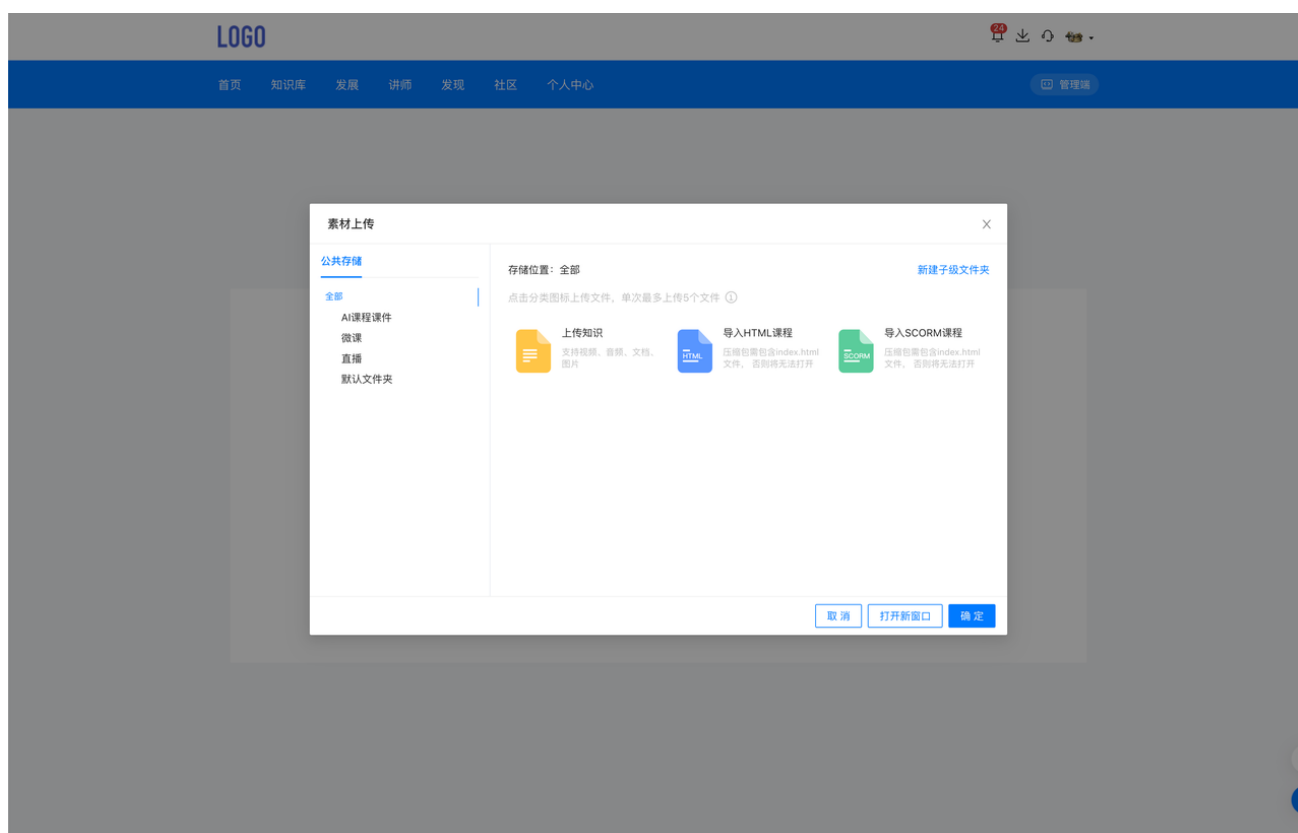 LOGO
24
首页 知识库 发展 讲师 发现 社区 个人中心 管理端
素材上传
公共存储
全部
AI课程课件
微课
直播
默认文件夹
存储位置：全部
新建子级文件夹
点击分类图标上传文件，单次最多上传5个文件
上传知识
支持视频、音频、文档、
图片
HTML
导入HTML课程
压缩包需包含index.html
文件，否则将无法打开
SCORM
导入SCORM课程
压缩包需包含index.html
文件，否则将无法打开
取 消 打开新窗口 确 定